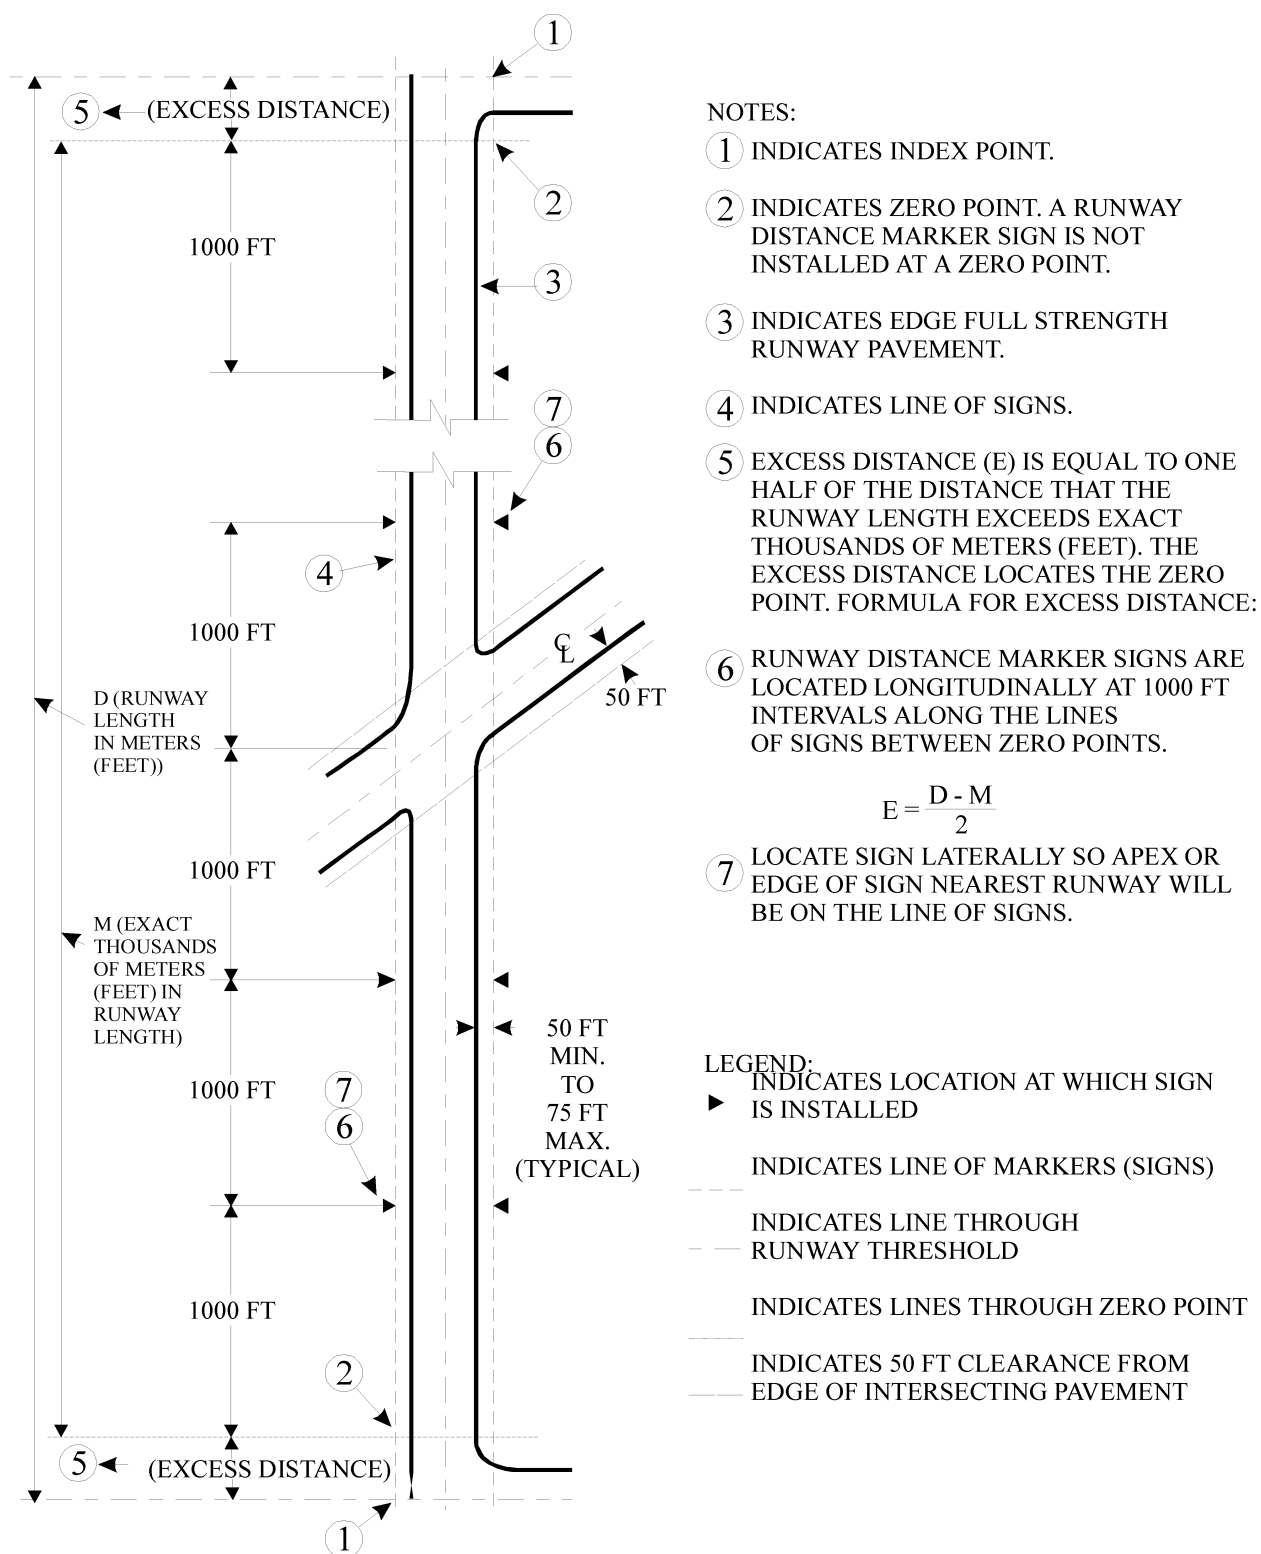 1
5
(EXCESS DISTANCE)
2
1000 FT
3
7
6
4
1000 FT
C
L
50 FT
D (RUNWAY
LENGTH
IN METERS
(FEET))
1000 FT
M (EXACT
THOUSANDS
OF METERS
(FEET) IN
RUNWAY
LENGTH)
50 FT
MIN.
TO
75 FT
MAX.
(TYPICAL)
1000 FT
7
6
1000 FT
2
5
(EXCESS DISTANCE)
1
NOTES:
1 INDICATES INDEX POINT.
2 INDICATES ZERO POINT. A RUNWAY
DISTANCE MARKER SIGN IS NOT
INSTALLED AT A ZERO POINT.
3 INDICATES EDGE FULL STRENGTH
RUNWAY PAVEMENT.
4 INDICATES LINE OF SIGNS.
5 EXCESS DISTANCE (E) IS EQUAL TO ONE
HALF OF THE DISTANCE THAT THE
RUNWAY LENGTH EXCEEDS EXACT
THOUSANDS OF METERS (FEET). THE
EXCESS DISTANCE LOCATES THE ZERO
POINT. FORMULA FOR EXCESS DISTANCE:
6 RUNWAY DISTANCE MARKER SIGNS ARE
LOCATED LONGITUDINALLY AT 1000 FT
INTERVALS ALONG THE LINES
OF SIGNS BETWEEN ZERO POINTS.
E = D - M
2
7 LOCATE SIGN LATERALLY SO APEX OR
EDGE OF SIGN NEAREST RUNWAY WILL
BE ON THE LINE OF SIGNS.
LEGEND:
INDICATES LOCATION AT WHICH SIGN
IS INSTALLED
INDICATES LINE OF MARKERS (SIGNS)
INDICATES LINE THROUGH
RUNWAY THRESHOLD
INDICATES LINES THROUGH ZERO POINT
INDICATES 50 FT CLEARANCE FROM
EDGE OF INTERSECTING PAVEMENT